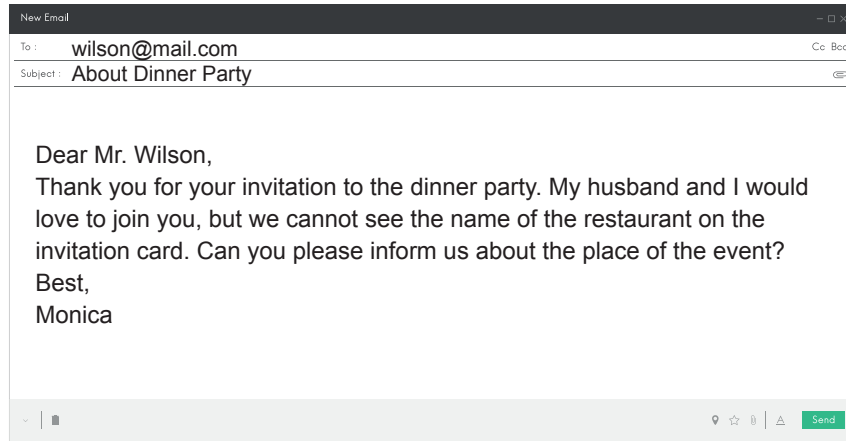 New Email
To : wilson@mail.com Cc Bcc
Subject : About Dinner Party
Dear Mr. Wilson,
Thank you for your invitation to the dinner party. My husband and I would
love to join you, but we cannot see the name of the restaurant on the
invitation card. Can you please inform us about the place of the event?
Best,
Monica
Send